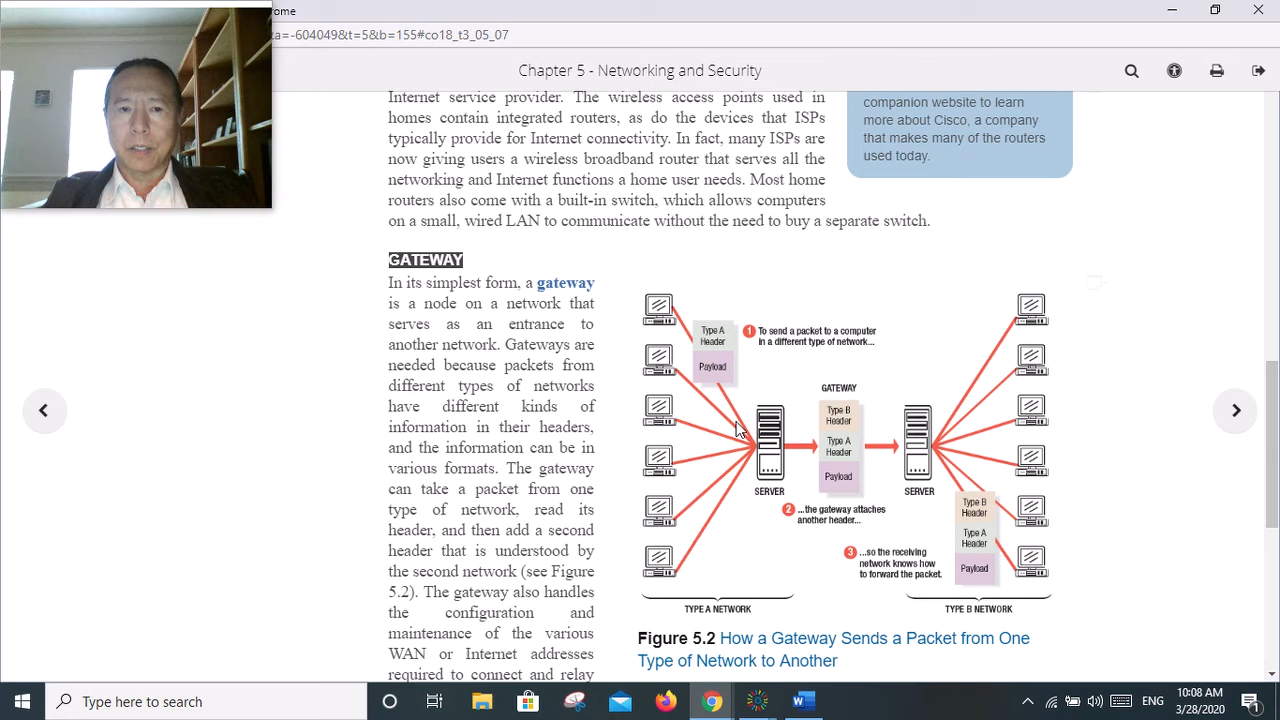 ome
a=-604049&t=5&b=155#co18_t3_05_07
Chapter 5 - Networking and Security
Internet service provider. The wireless access points used in
homes contain integrated routers, as do the devices that ISPs
typically provide for Internet connectivity. In fact, many ISPs are
now giving users a wireless broadband router that serves all the
networking and Internet functions a home user needs. Most home
routers also come with a built-in switch, which allows computers
on a small, wired LAN to communicate without the need to buy a separate switch.
companion website to learn
more about Cisco, a company
that makes many of the routers
used today.
GATEWAY
In its simplest form, a gateway
is a node on a network that
serves as an entrance to
another network. Gateways are
needed because packets from
different types of networks
have different kinds of
information in their headers,
and the information can be in
various formats. The gateway
can take a packet from one
type of network, read its
header, and then add a second
header that is understood by
the second network (see Figure
5.2). The gateway also handles
the configuration and
maintenance of the various
WAN or Internet addresses
required to connect and relay
Type A
Header
Payload
1 To send a packet to a computer
in a different type of network...
GATEWAY
Type B
Header
Type A
Header
Payload
SERVER
SERVER
2 ...the gateway attaches
another header...
Type B
Header
Type A
Header
Payload
3 ...so the receiving
network knows how
to forward the packet.
TYPE A NETWORK
TYPE B NETWORK
Figure 5.2 How a Gateway Sends a Packet from One
Type of Network to Another
Type here to search
W
ENG
10:08 AM
3/28/2020
1